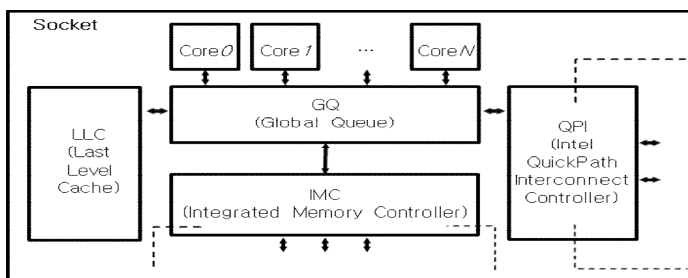 Socket
Core0 Core1 ... CoreN
GQ
(Global Queue)
LLC
(Last
Level
Cache)
QPI
(Intel
QuickPath
Interconnect
Controller)
IMC
(Integrated Memory Controller)